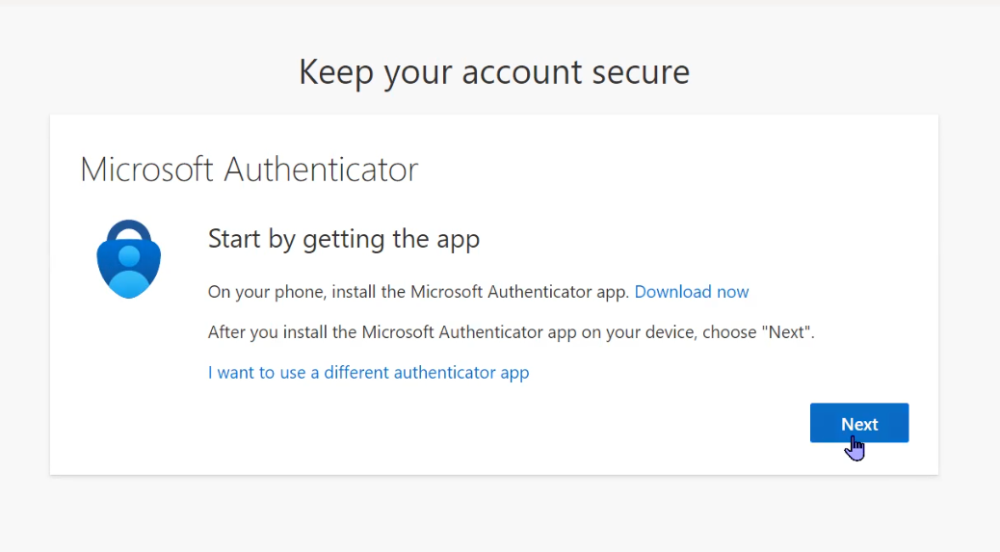 Keep your account secure
Microsoft Authenticator
Start by getting the app
On your phone, install the Microsoft Authenticator app. Download now
After you install the Microsoft Authenticator app on your device, choose "Next".
I want to use a different authenticator app
Next